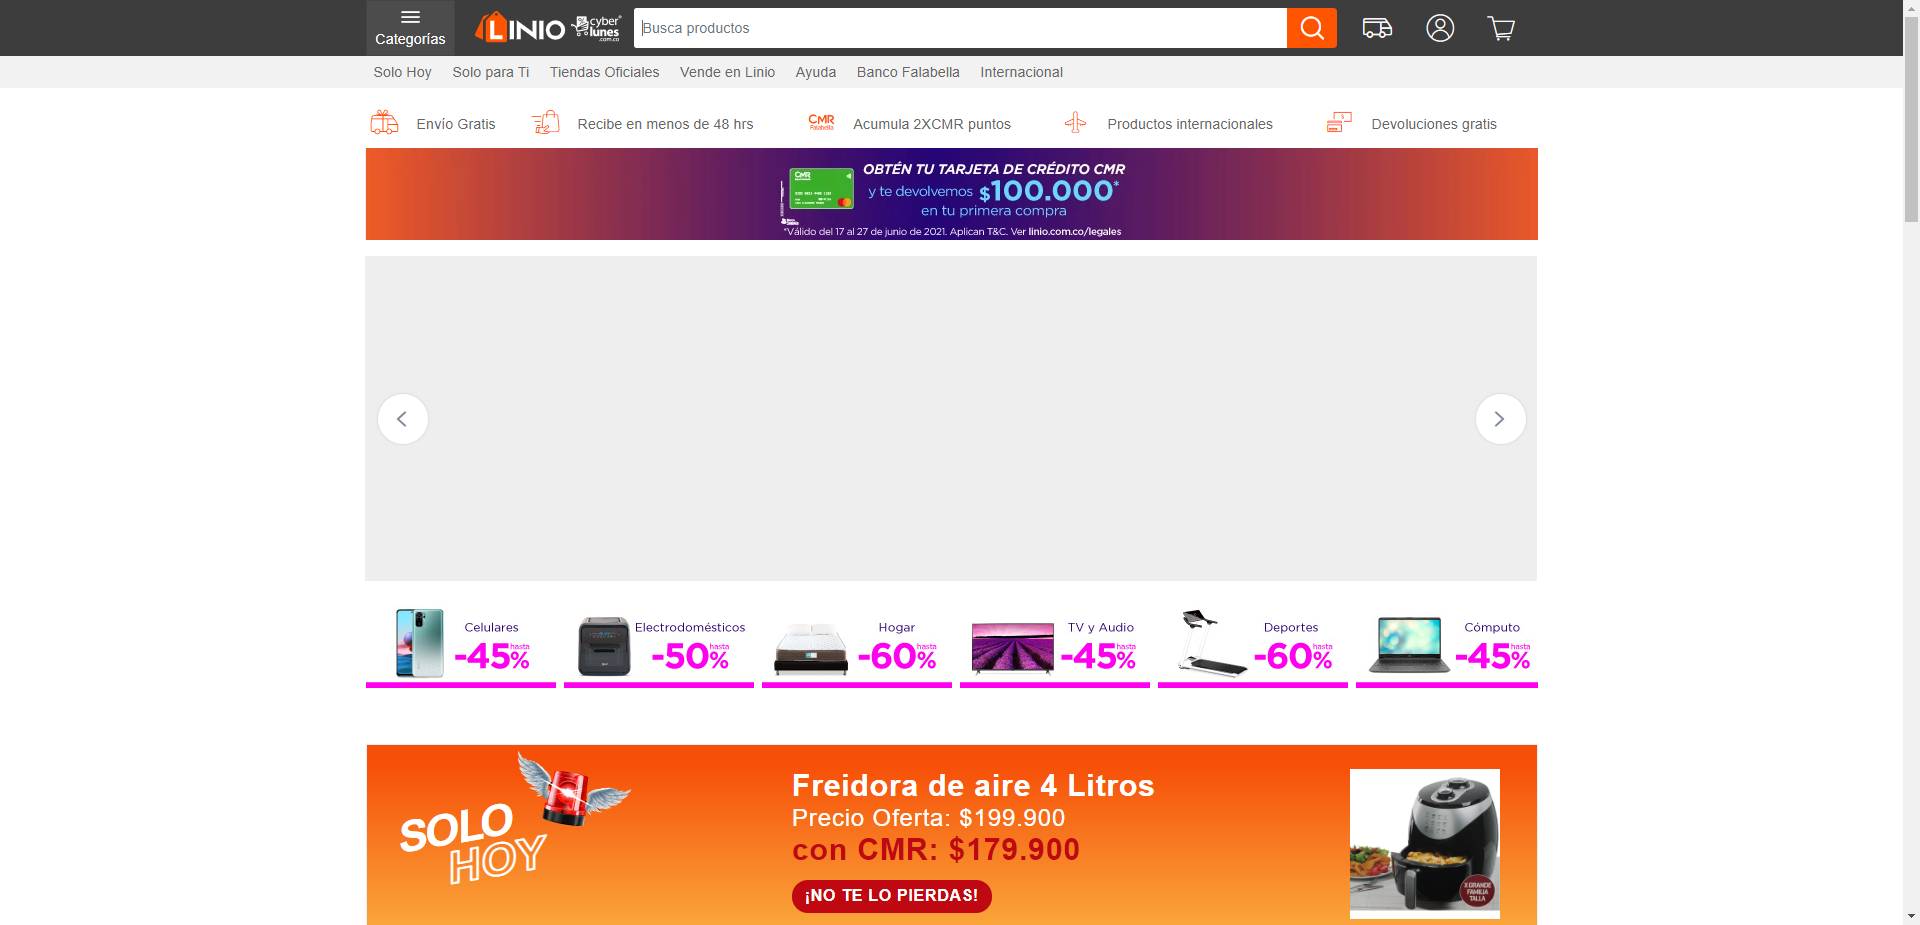 Categorías
LINIO
cyber lunes .com.co
Busca productos
Solo Hoy
Solo para Ti
Tiendas Oficiales
Vende en Linio
Ayuda
Banco Falabella
Internacional
Envío Gratis
Recibe en menos de 48 hrs
CMR Falabella
Acumula 2XCMR puntos
Productos internacionales
Devoluciones gratis
CMR
OBTÉN TU TARJETA DE CRÉDITO CMR
y te devolvemos $100.000*
en tu primera compra
*Válido del 17 al 27 de junio de 2021. Aplican T&C. Ver linio.com.co/legales
Celulares
hasta
-45%
Electrodomésticos
hasta
-50%
Hogar
hasta
-60%
TV y Audio
hasta
-45%
Deportes
hasta
-60%
Cómputo
hasta
-45%
SOLO
HOY
Freidora de aire 4 Litros
Precio Oferta: $199.900
con CMR: $179.900
¡NO TE LO PIERDAS!
X GRANDE
FAMILIA
TALLA